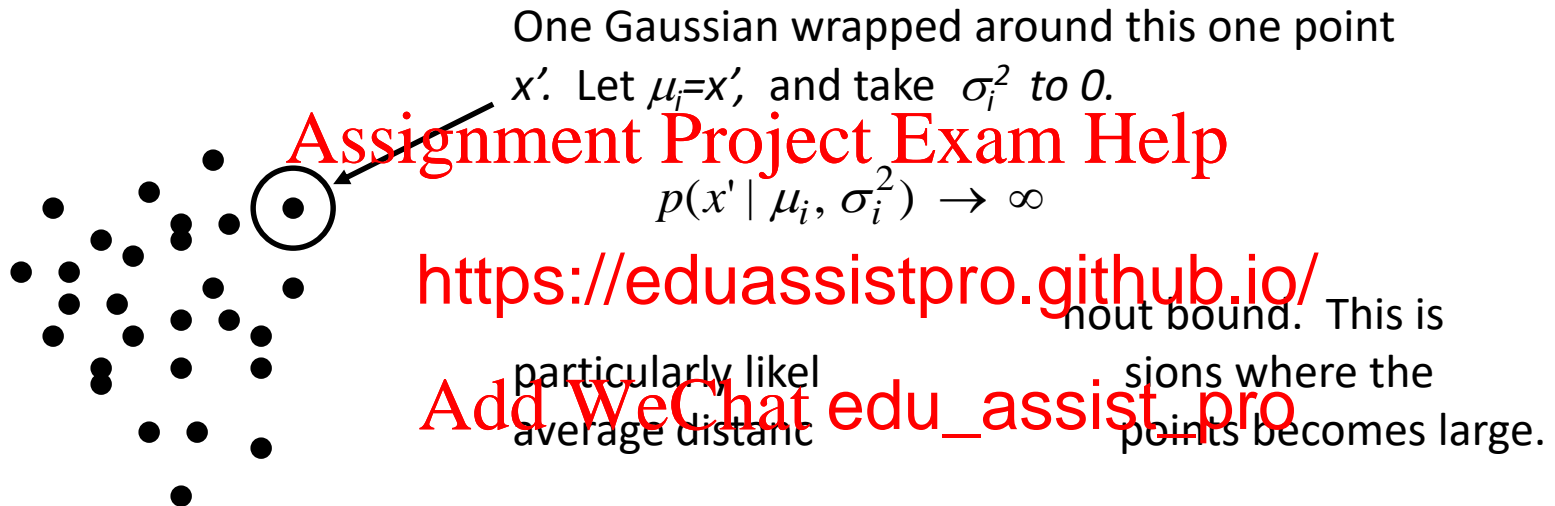 One Gaussian wrapped around this one point
x′. Let μᵢ=x′, and take σᵢ² to 0.
Assignment Project Exam Help
p(x' | μᵢ, σᵢ²) → ∞
https://eduassistpro.github.io/
hout bound. This is
particularly likel sions where the
Add WeChat edu_assist_pro
average distanc points becomes large.